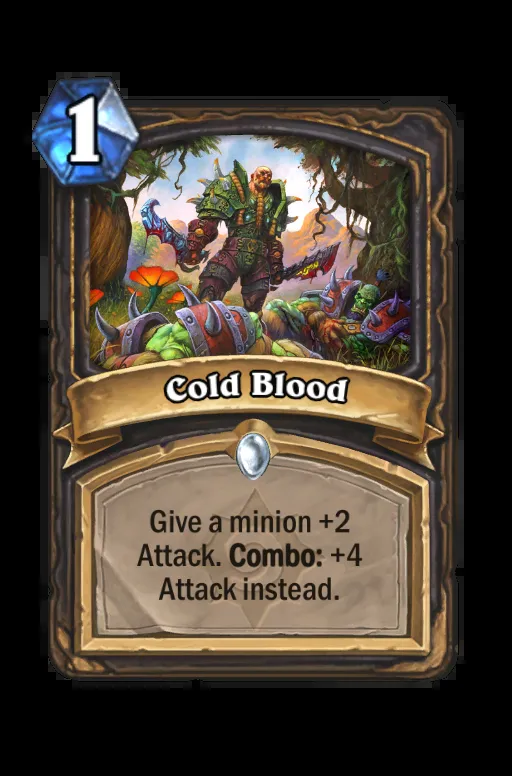 1
Cold Blood
Give a minion +2
Attack. Combo: +4
Attack instead.